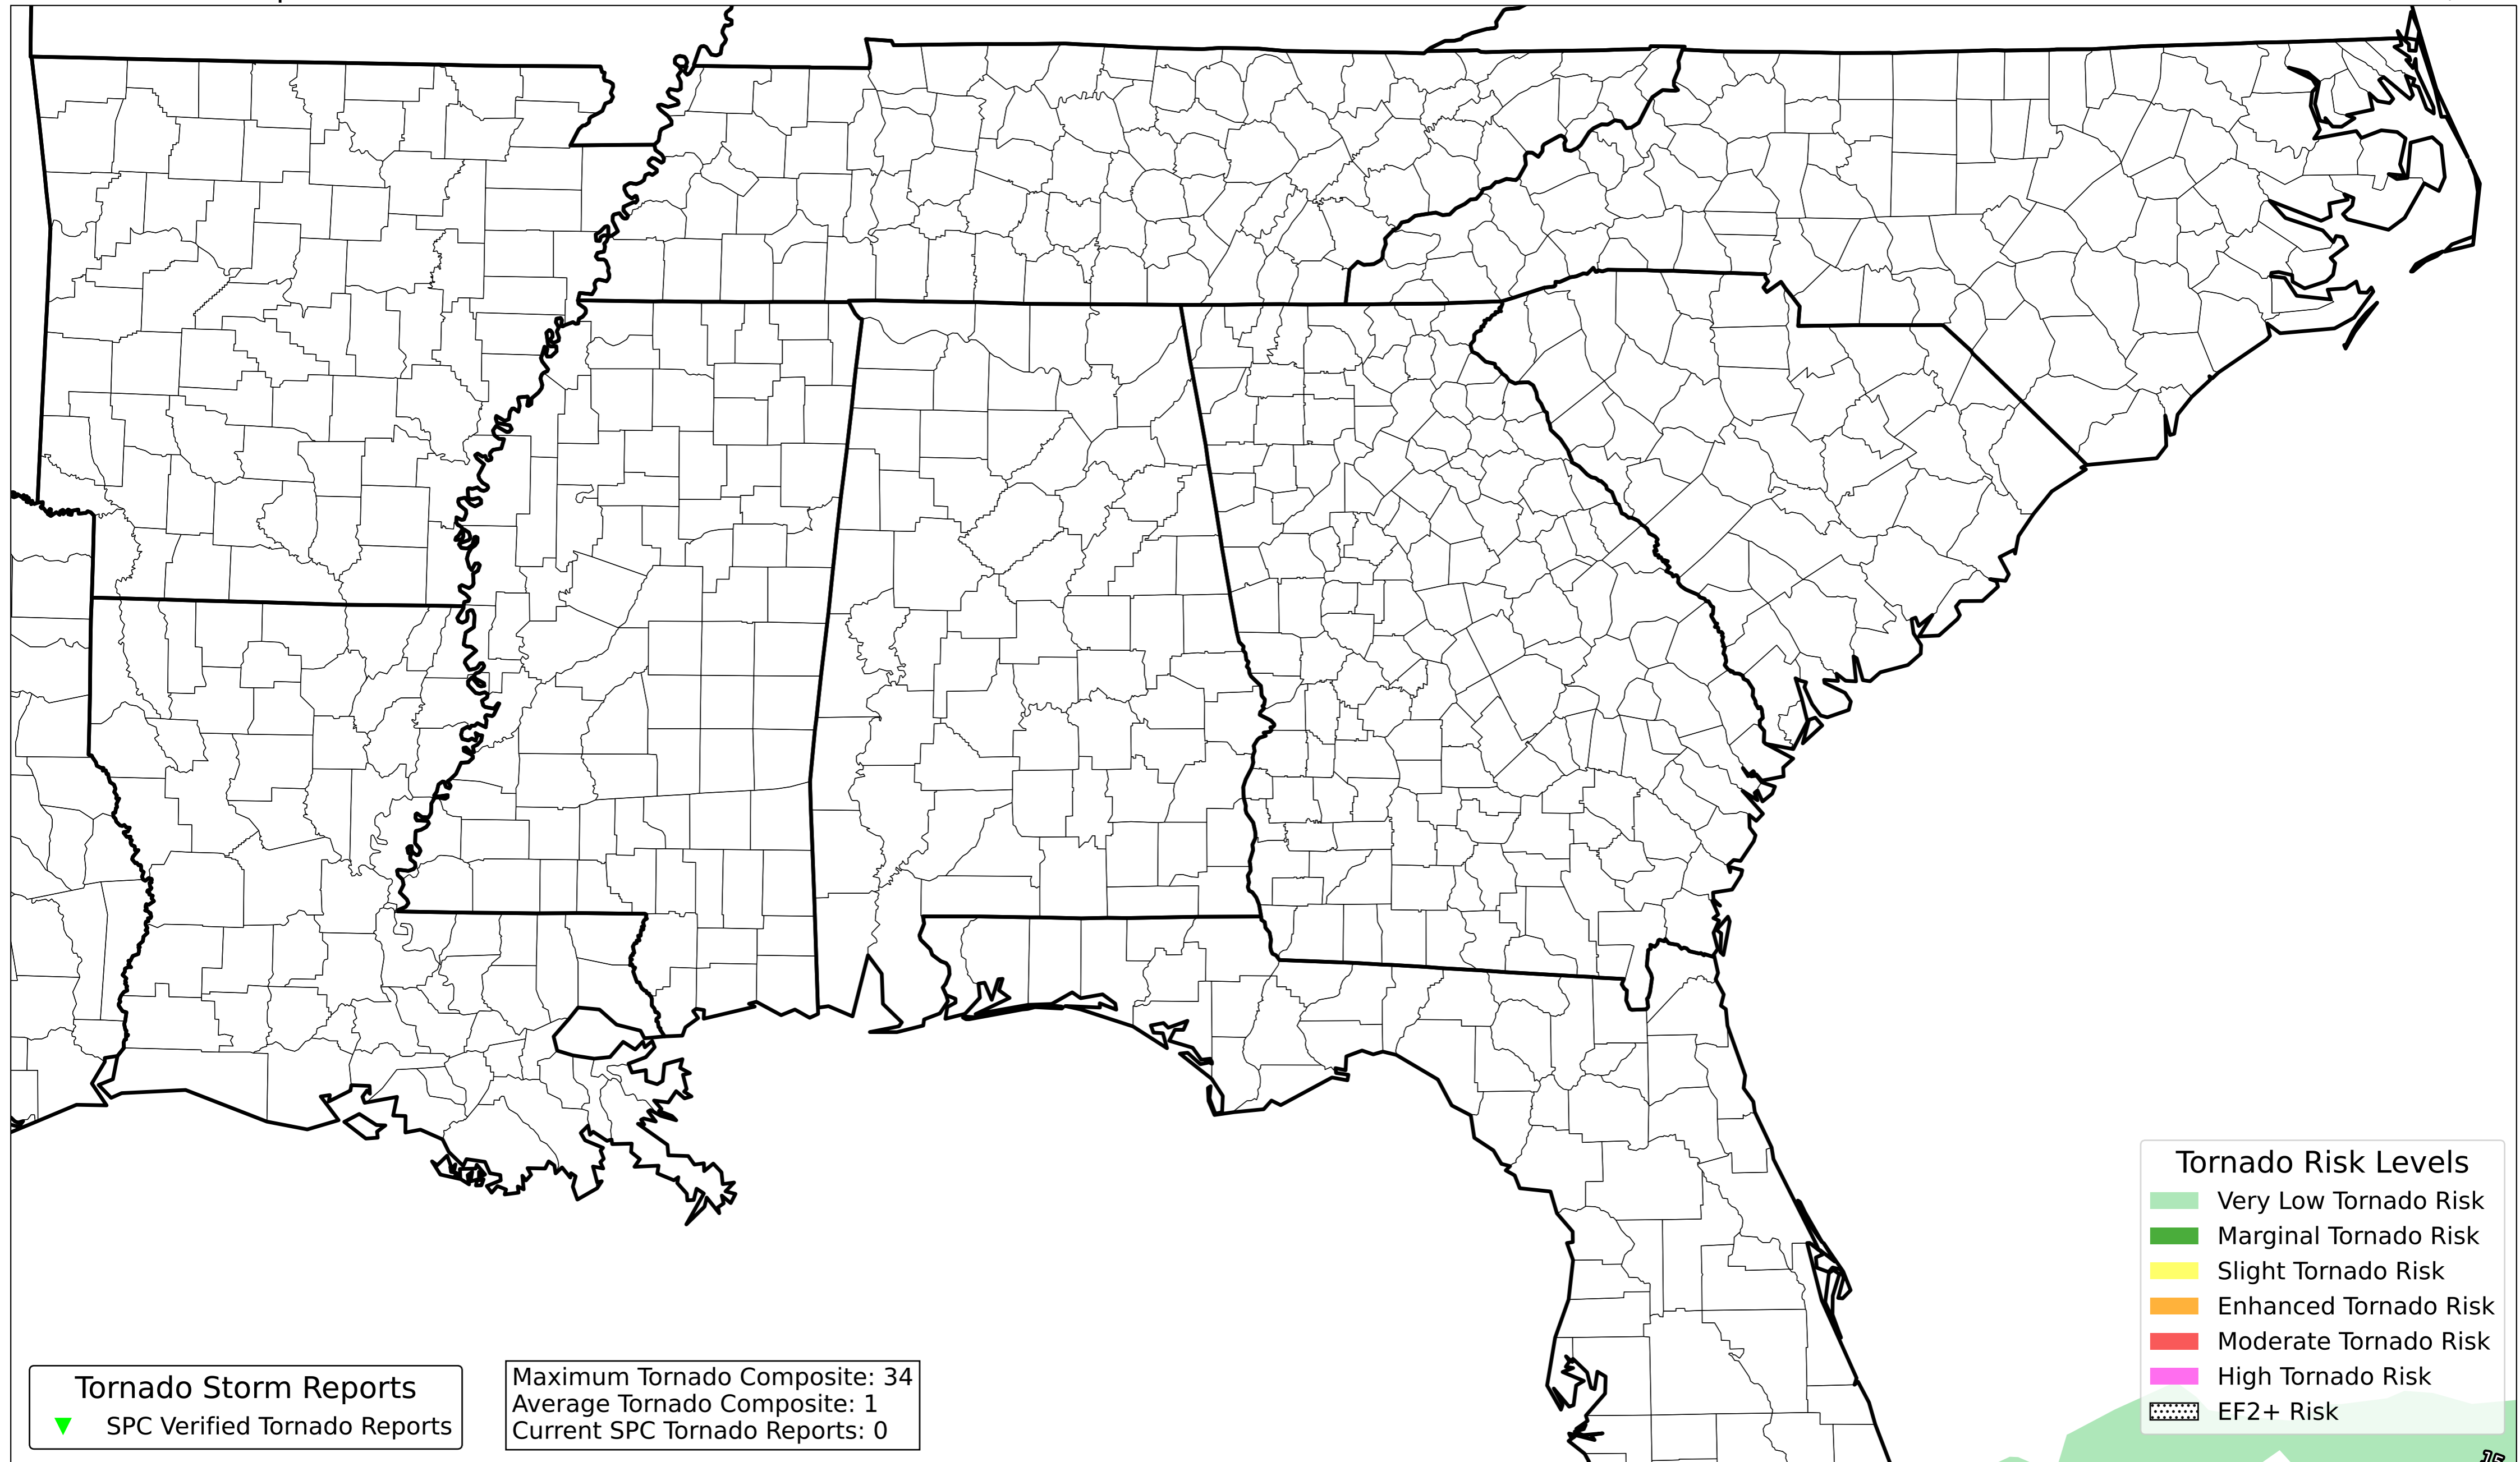 Tornado Risk Levels
Very Low Tornado Risk
Marginal Tornado Risk
Slight Tornado Risk
Enhanced Tornado Risk
Moderate Tornado Risk
High Tornado Risk
EF2+ Risk
Tornado Storm Reports
SPC Verified Tornado Reports
Maximum Tornado Composite: 34
Average Tornado Composite: 1
Current SPC Tornado Reports: 0
15